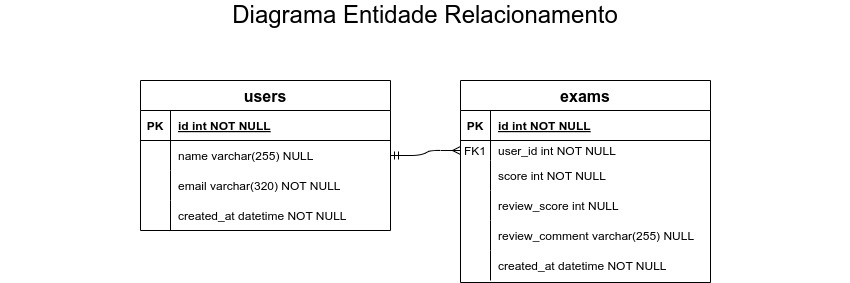 Diagrama Entidade Relacionamento
users
PK id int NOT NULL
name varchar(255) NULL
email varchar(320) NOT NULL
created_at datetime NOT NULL
exams
PK id int NOT NULL
FK1 user_id int NOT NULL
score int NOT NULL
review_score int NULL
review_comment varchar(255) NULL
created_at datetime NOT NULL